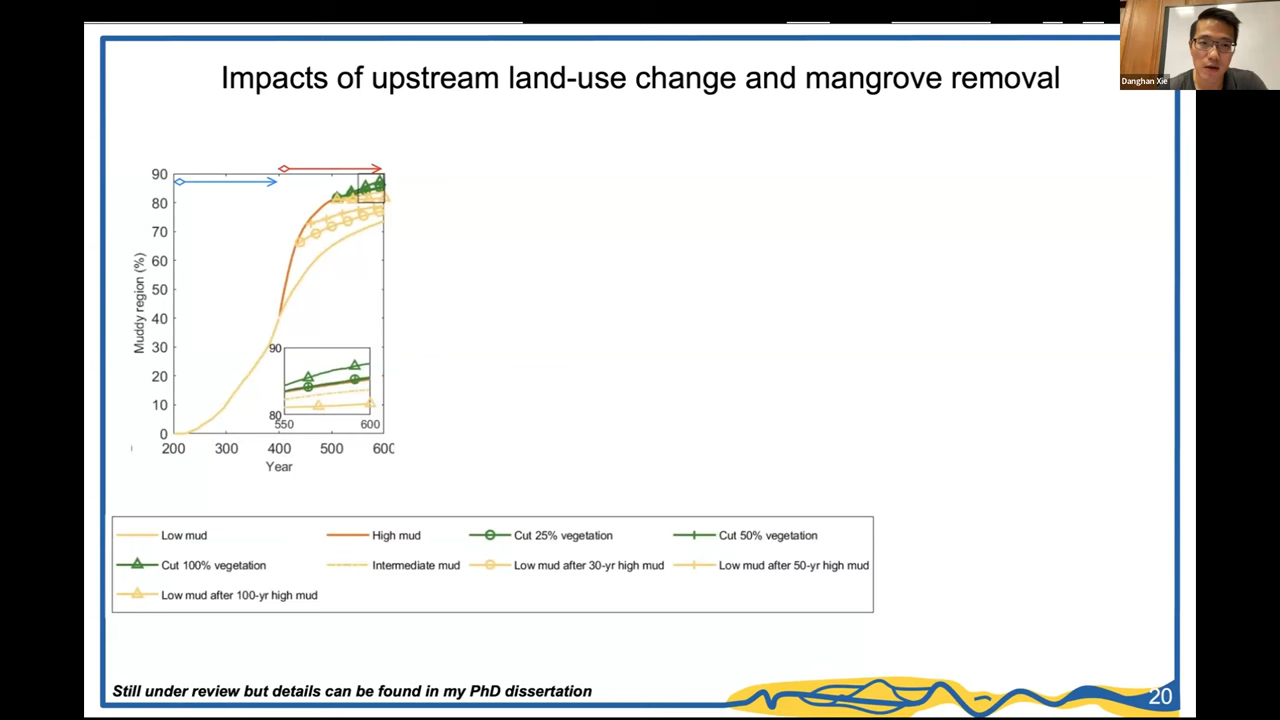 Danghan Xie
Impacts of upstream land-use change and mangrove removal
90
80
70
60
50
40
30
20
10
0
Muddy region (%)
90
80
550
600
200
300
400
500
600
Year
Low mud
High mud
Cut 25% vegetation
Cut 50% vegetation
Cut 100% vegetation
Intermediate mud
Low mud after 30-yr high mud
Low mud after 50-yr high mud
Low mud after 100-yr high mud
Still under review but details can be found in my PhD dissertation
20